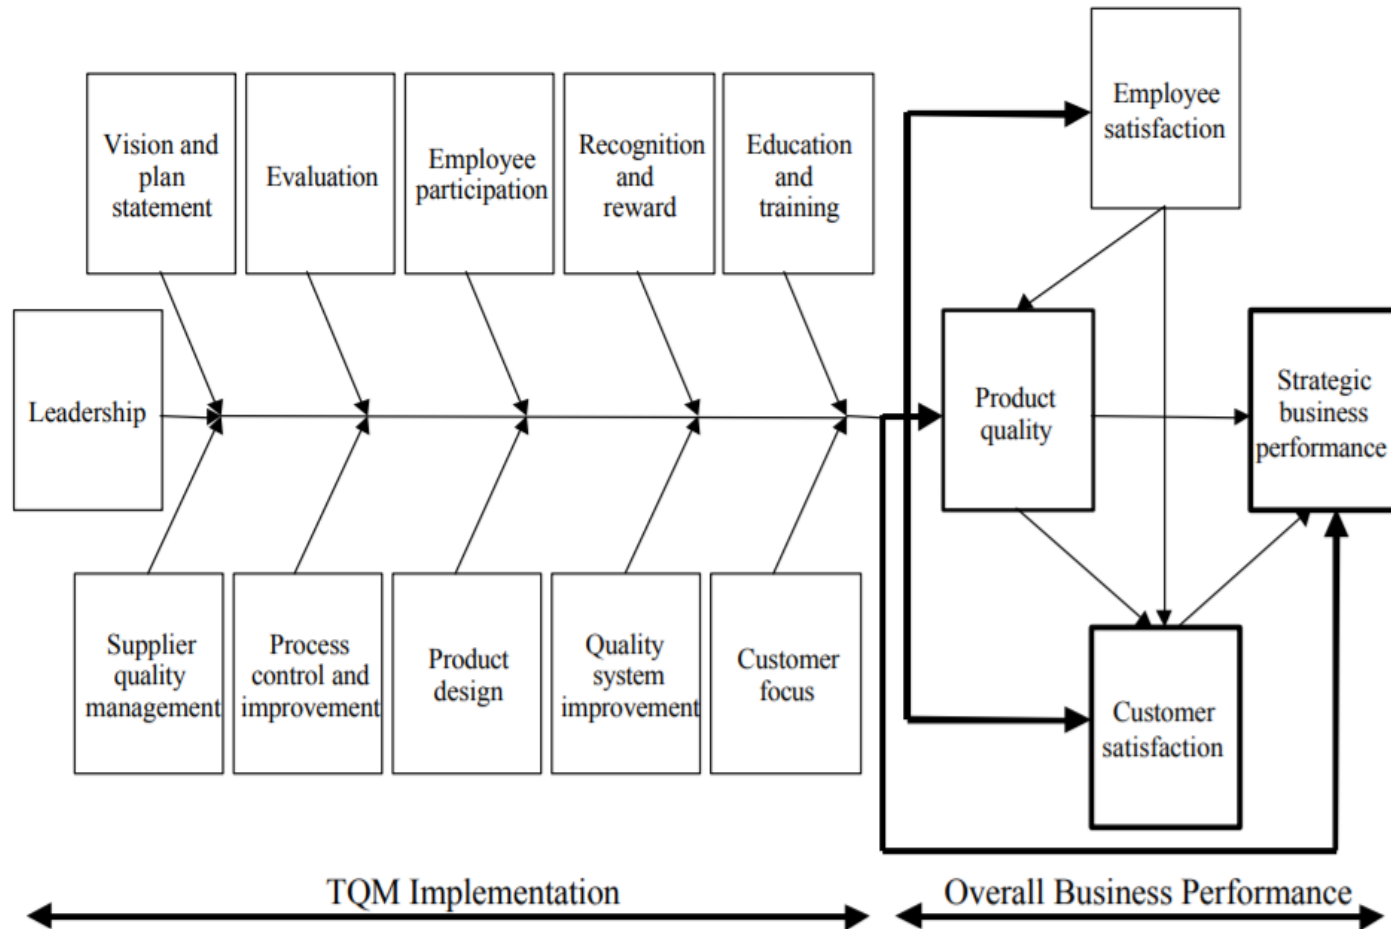 Employee
satisfaction
Vision and
plan
statement
Evaluation
Employee
participation
Recognition
and
reward
Education
and
training
Leadership
Product
quality
Strategic
business
performance
Supplier
quality
management
Process
control and
improvement
Product
design
Quality
system
improvement
Customer
focus
Customer
satisfaction
TQM Implementation
Overall Business Performance